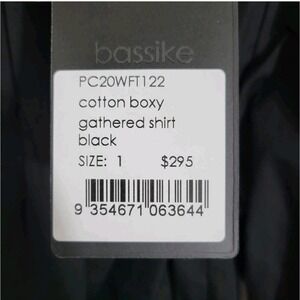 bassike
PC20WFT122
cotton boxy
gathered shirt
black
SIZE: 1 $295
9 354671 063644